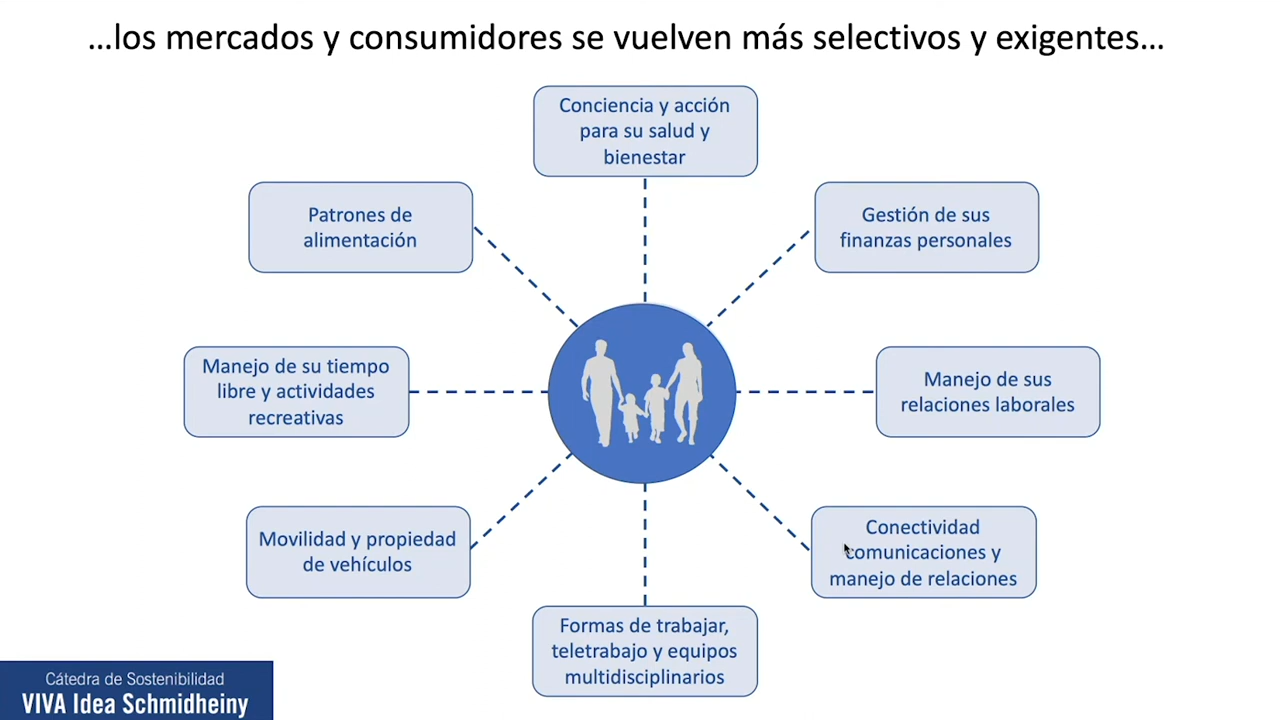 ...los mercados y consumidores se vuelven más selectivos y exigentes...
Conciencia y acción
para su salud y
bienestar
Patrones de
alimentación
Gestión de sus
finanzas personales
Manejo de su tiempo
libre y actividades
recreativas
Manejo de sus
relaciones laborales
Movilidad y propiedad
de vehículos
Conectividad
comunicaciones y
manejo de relaciones
Formas de trabajar,
teletrabajo y equipos
multidisciplinarios
Cátedra de Sostenibilidad
VIVA Idea Schmidheiny